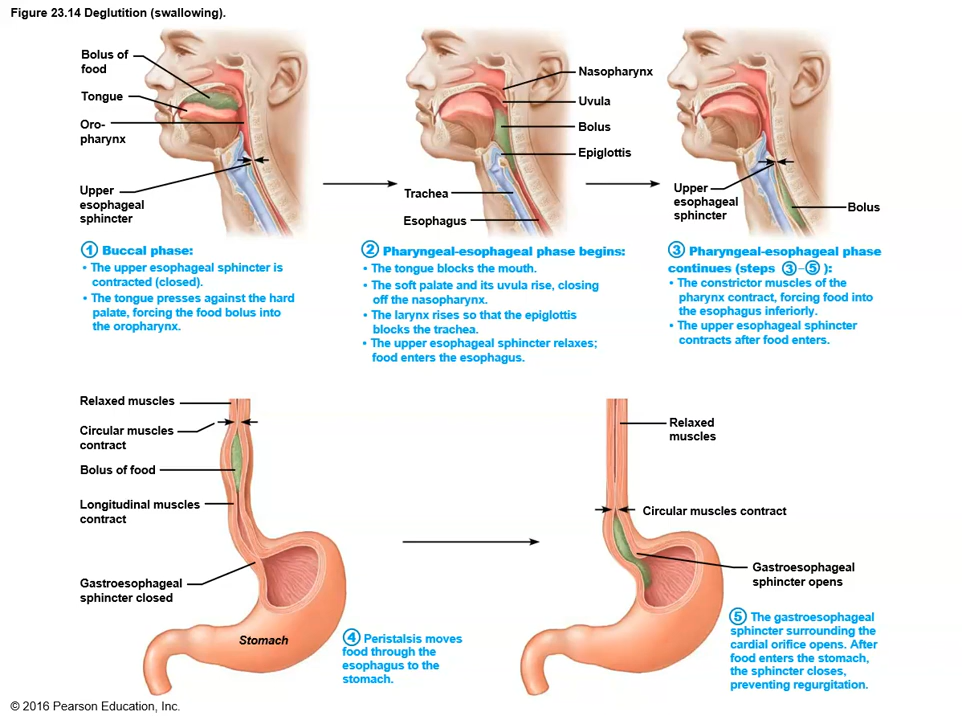 Figure 23.14 Deglutition (swallowing).
Bolus of
food
Tongue
Oro-
pharynx
Upper
esophageal
sphincter
Nasopharynx
Uvula
Bolus
Epiglottis
Trachea
Esophagus
Upper
esophageal
sphincter
Bolus
1 Buccal phase:
• The upper esophageal sphincter is
contracted (closed).
• The tongue presses against the hard
palate, forcing the food bolus into
the oropharynx.
2 Pharyngeal-esophageal phase begins:
• The tongue blocks the mouth.
• The soft palate and its uvula rise, closing
off the nasopharynx.
• The larynx rises so that the epiglottis
blocks the trachea.
• The upper esophageal sphincter relaxes;
food enters the esophagus.
3 Pharyngeal-esophageal phase
continues (steps 3–5):
• The constrictor muscles of the
pharynx contract, forcing food into
the esophagus inferiorly.
• The upper esophageal sphincter
contracts after food enters.
Relaxed muscles
Circular muscles
contract
Bolus of food
Longitudinal muscles
contract
Gastroesophageal
sphincter closed
Stomach
4 Peristalsis moves
food through the
esophagus to the
stomach.
Relaxed
muscles
Circular muscles contract
Gastroesophageal
sphincter opens
5 The gastroesophageal
sphincter surrounding the
cardial orifice opens. After
food enters the stomach,
the sphincter closes,
preventing regurgitation.
© 2016 Pearson Education, Inc.